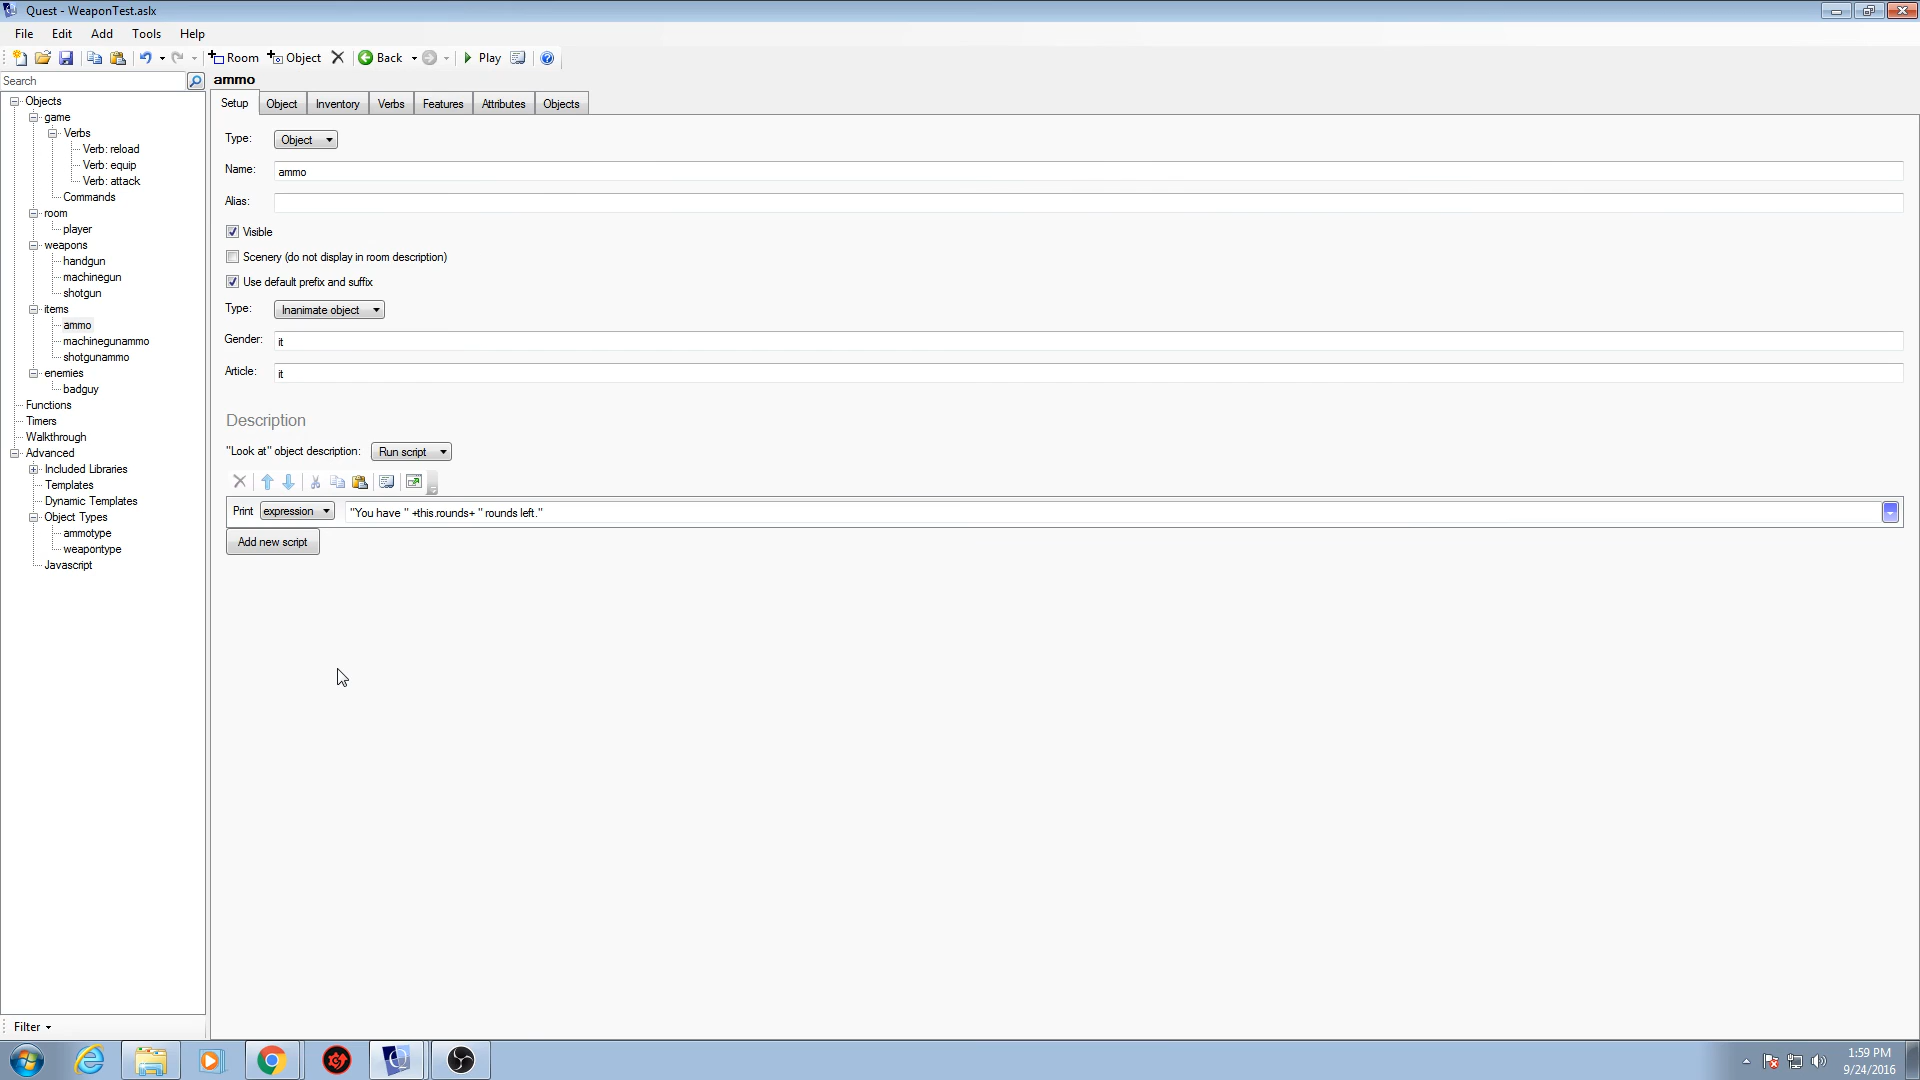 Quest - WeaponTest.aslx
File Edit Add Tools Help
Room Object Back Play
Search
Objects
game
Verbs
Verb: reload
Verb: equip
Verb: attack
Commands
room
player
weapons
handgun
machinegun
shotgun
items
ammo
machinegunammo
shotgunammo
enemies
badguy
Functions
Timers
Walkthrough
Advanced
Included Libraries
Templates
Dynamic Templates
Object Types
ammotype
weapontype
Javascript
Filter
ammo
Setup Object Inventory Verbs Features Attributes Objects
Type: Object
Name: ammo
Alias:
Visible
Scenery (do not display in room description)
Use default prefix and suffix
Type: Inanimate object
Gender: it
Article: it
Description
"Look at" object description: Run script
Print expression "You have " +this.rounds+ " rounds left."
Add new script
1:59 PM
9/24/2016